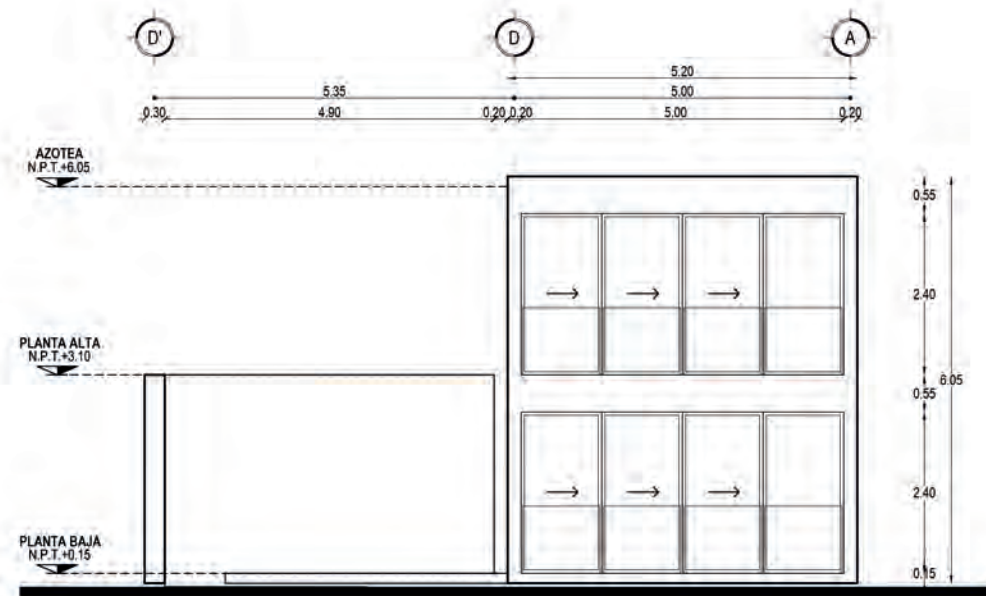 D'
D
A
5.20
5.35
5.00
0.30
4.90
0.20
0.20
5.00
0.20
AZOTEA
N.P.T.+6.05
0.55
2.40
PLANTA ALTA
N.P.T.+3.10
6.05
0.55
2.40
PLANTA BAJA
N.P.T.+0.15
0.15